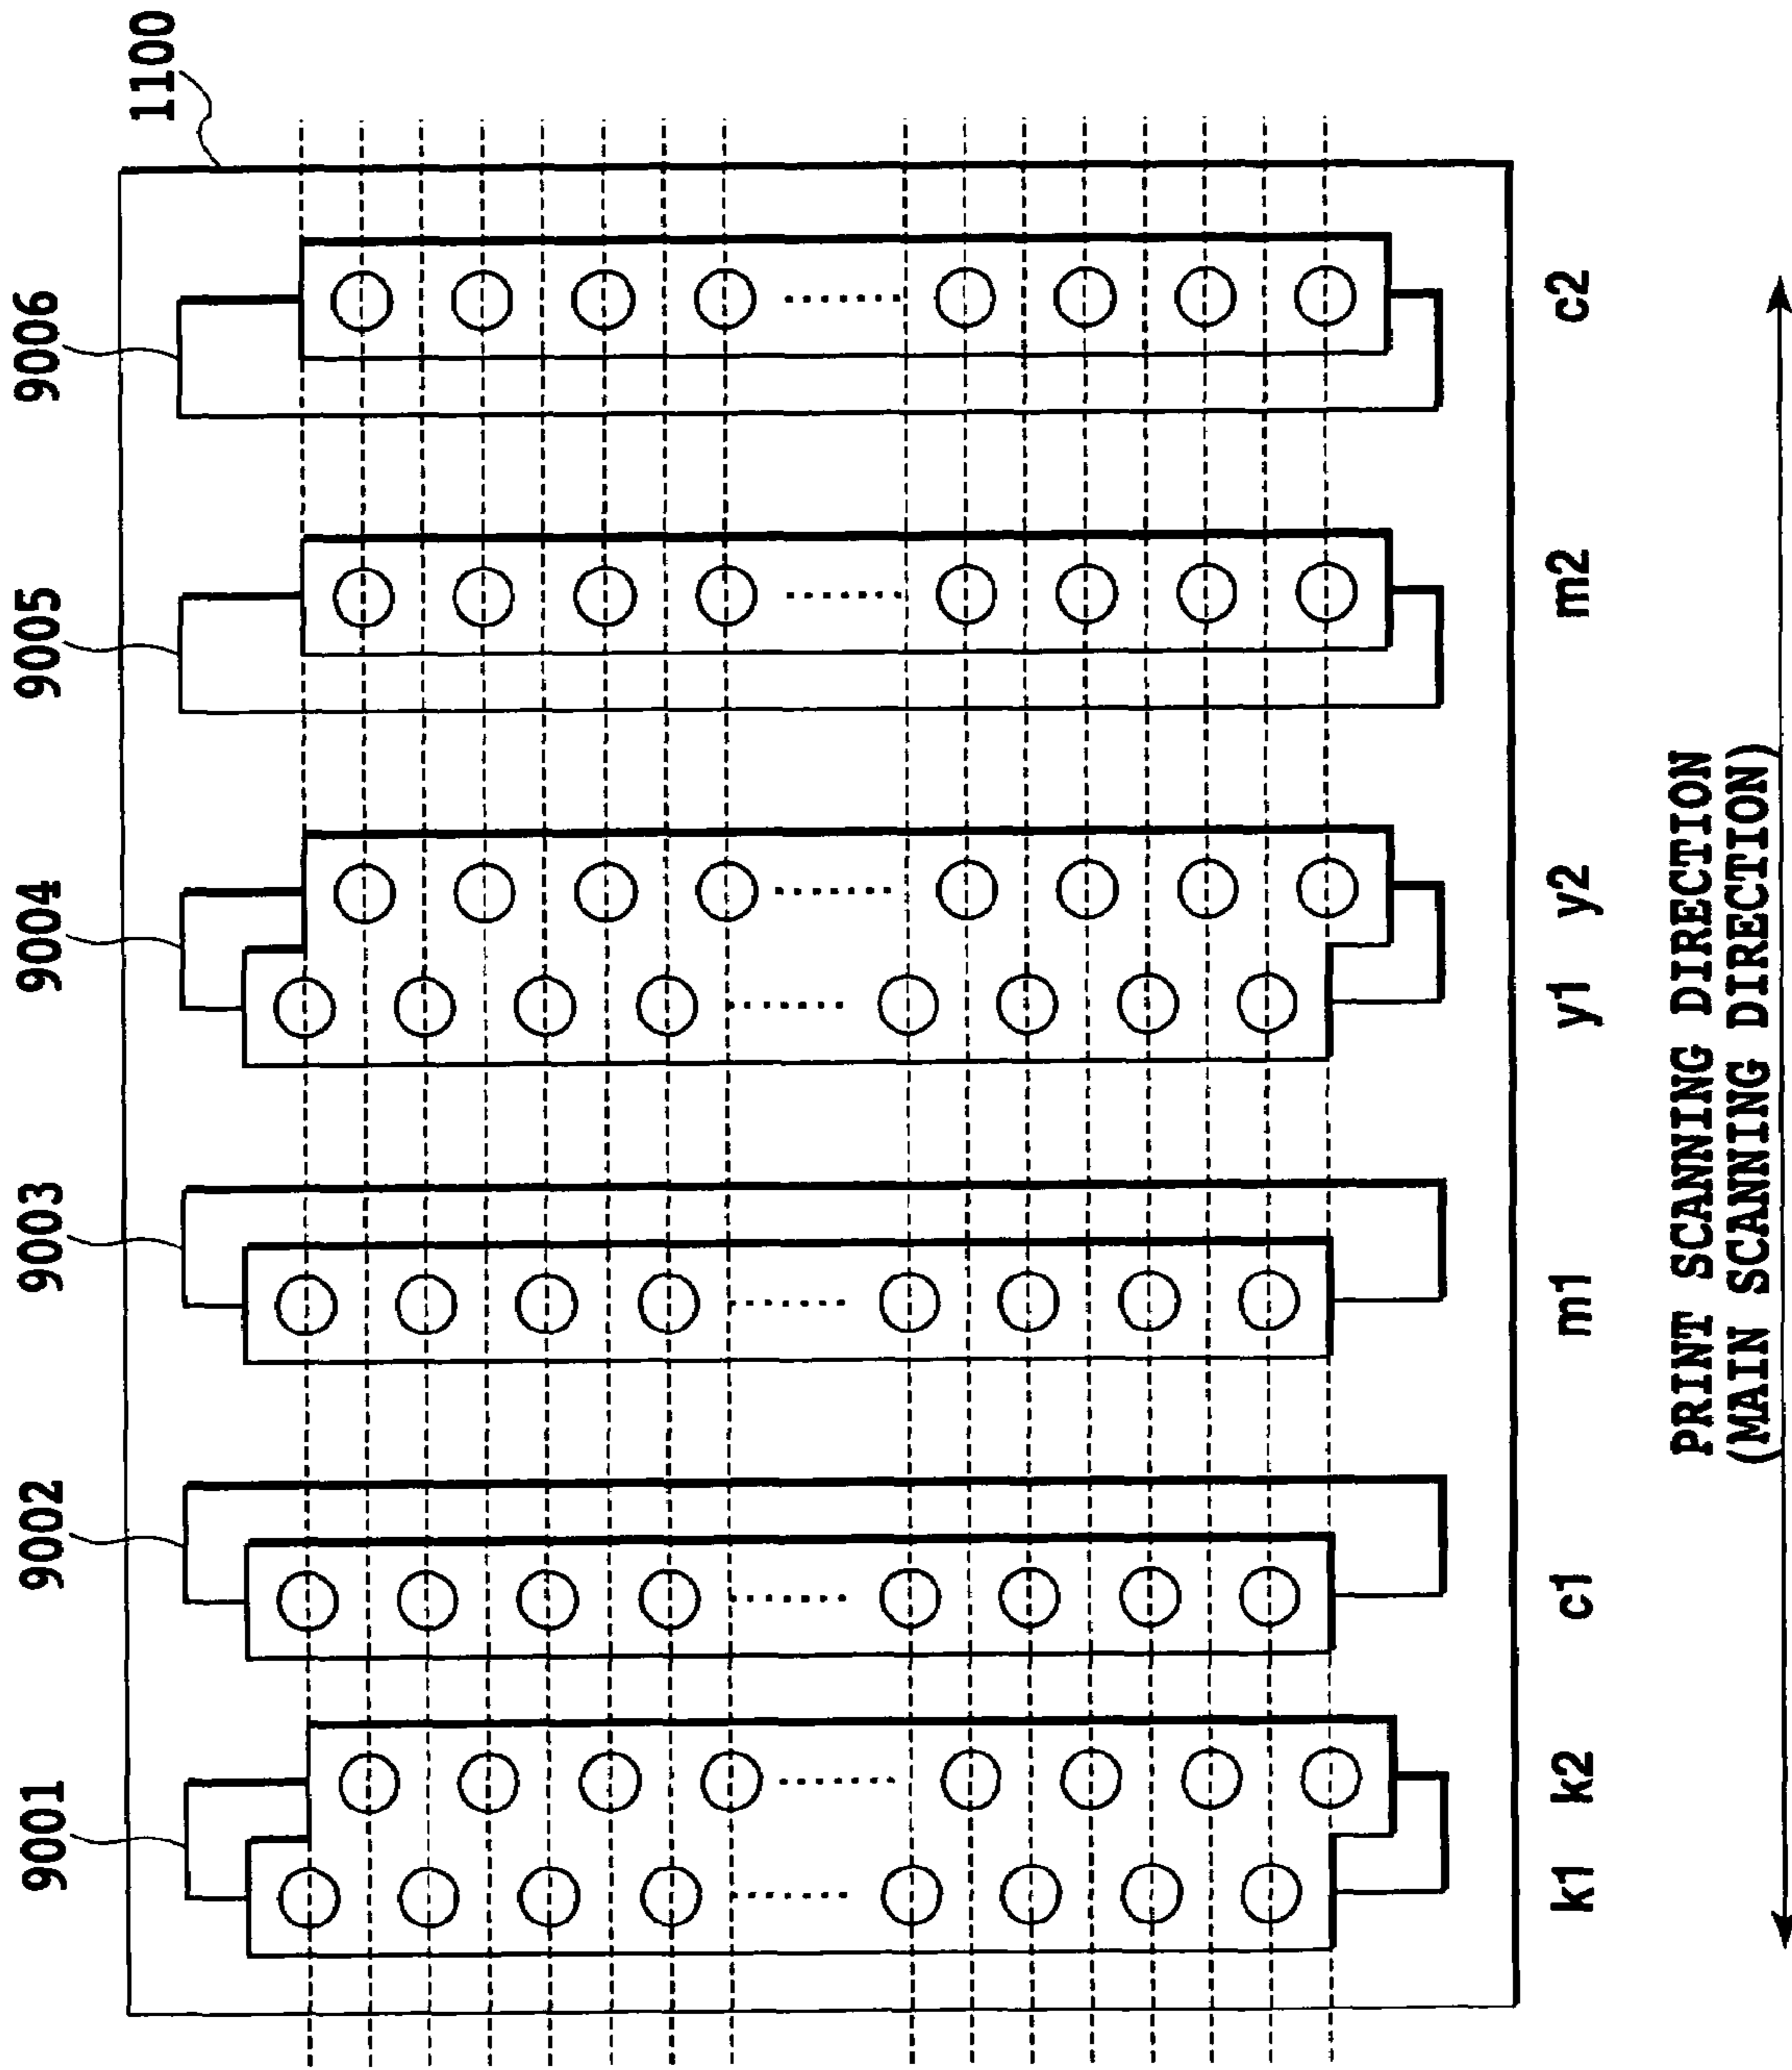 1100
9001
9002
9003
9004
9005
9006
k1 k2 c1 m1 y1 y2 m2 c2
PRINT SCANNING DIRECTION
(MAIN SCANNING DIRECTION)